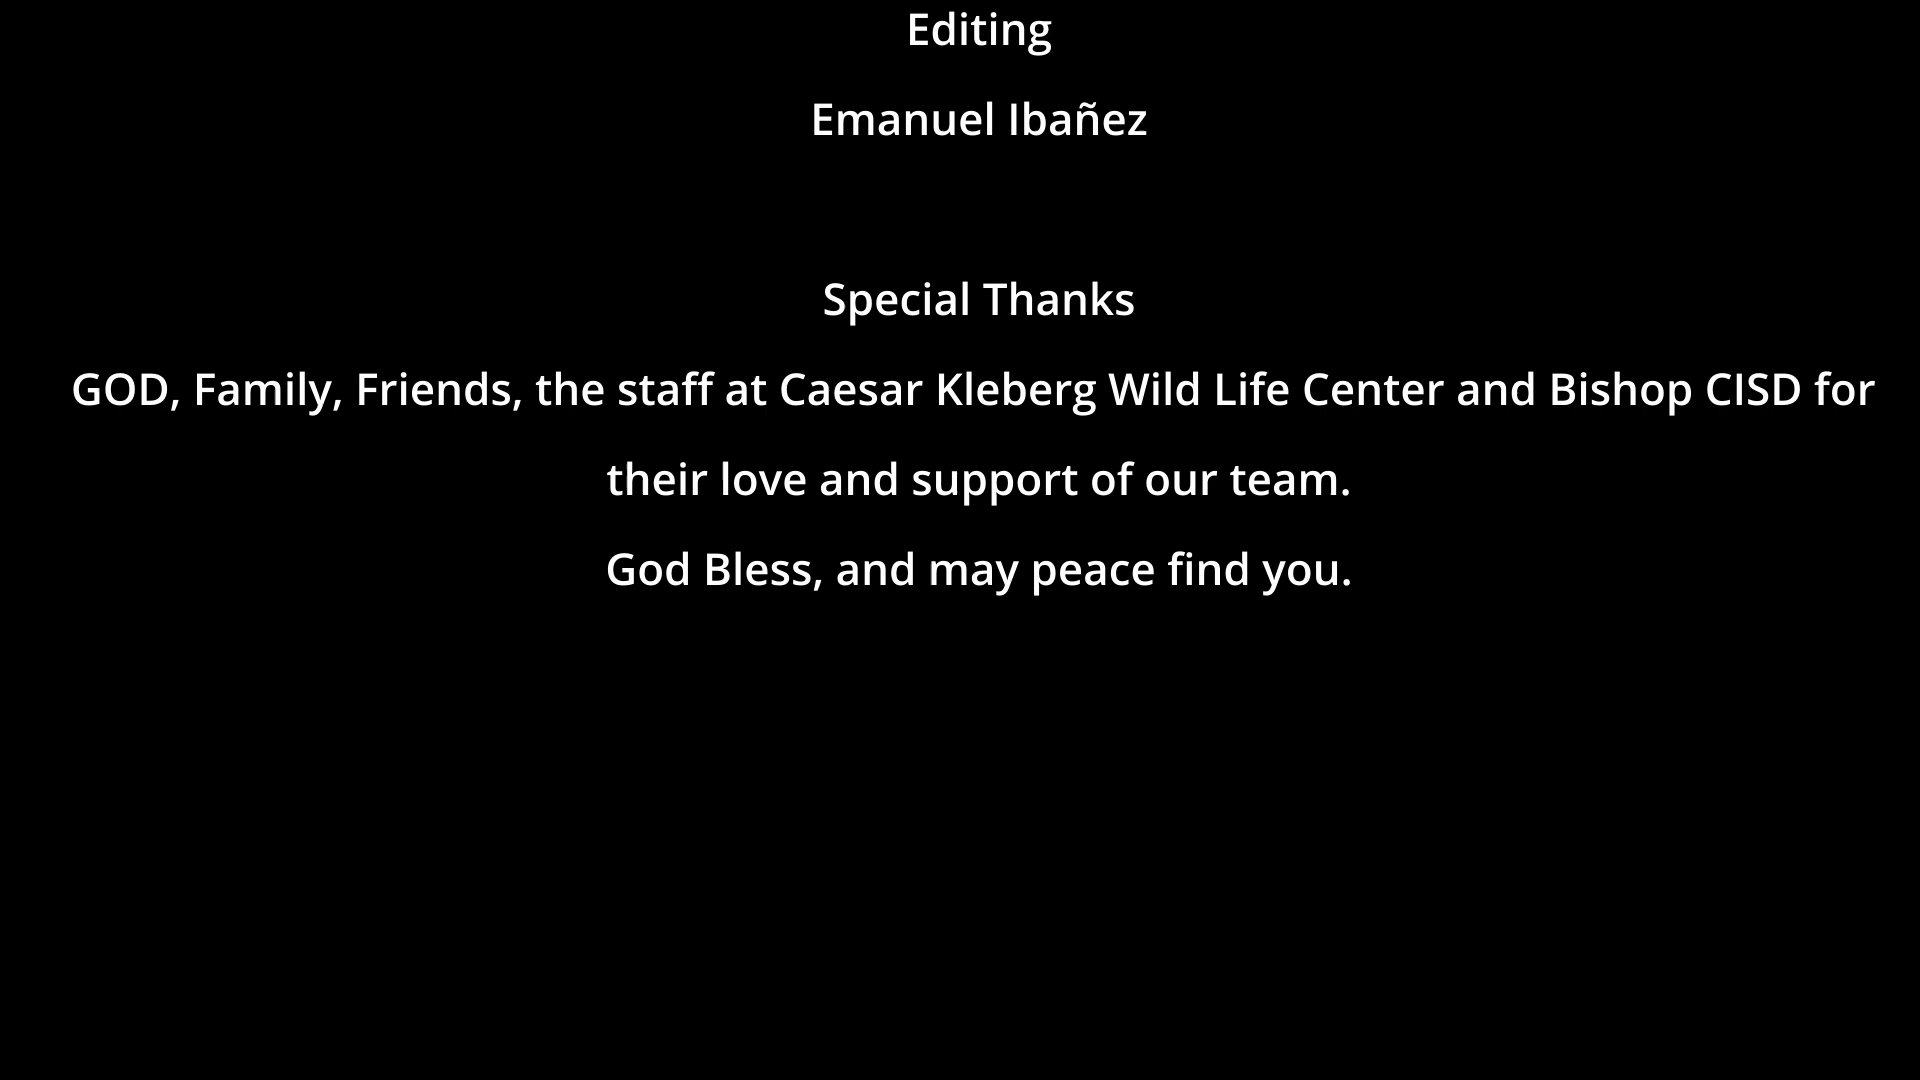 Editing
Emanuel Ibañez
Special Thanks
GOD, Family, Friends, the staff at Caesar Kleberg Wild Life Center and Bishop CISD for
their love and support of our team.
God Bless, and may peace find you.